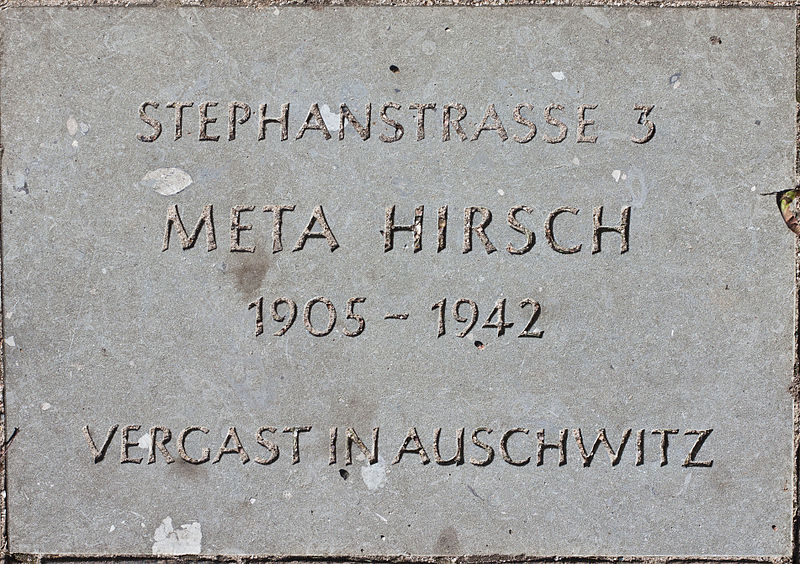 STEPHANSTRASSE 3
META HIRSCH
1905 – 1942
VERGAST IN AUSCHWITZ